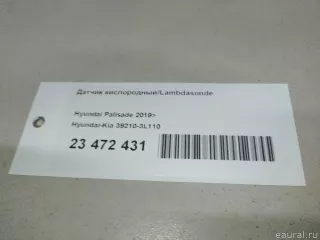 Датчик кислородный/Lambdasonde
Hyundai Palisade 2019>
Hyundai-Kia 39210-3L110
23 472 431
eaural.ru